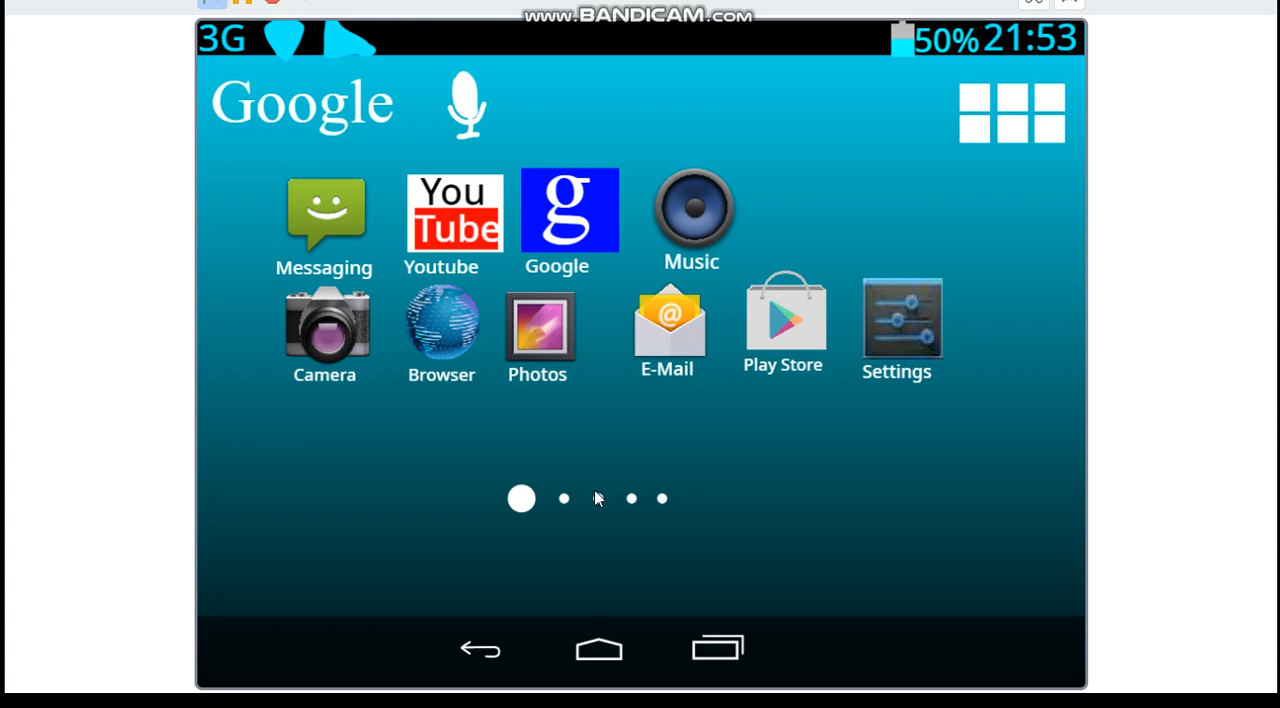 www.BANDICAM.com
3G
50% 21:53
Google
You
Tube
g
Messaging
Youtube
Google
Music
@
Camera
Browser
Photos
E-Mail
Play Store
Settings